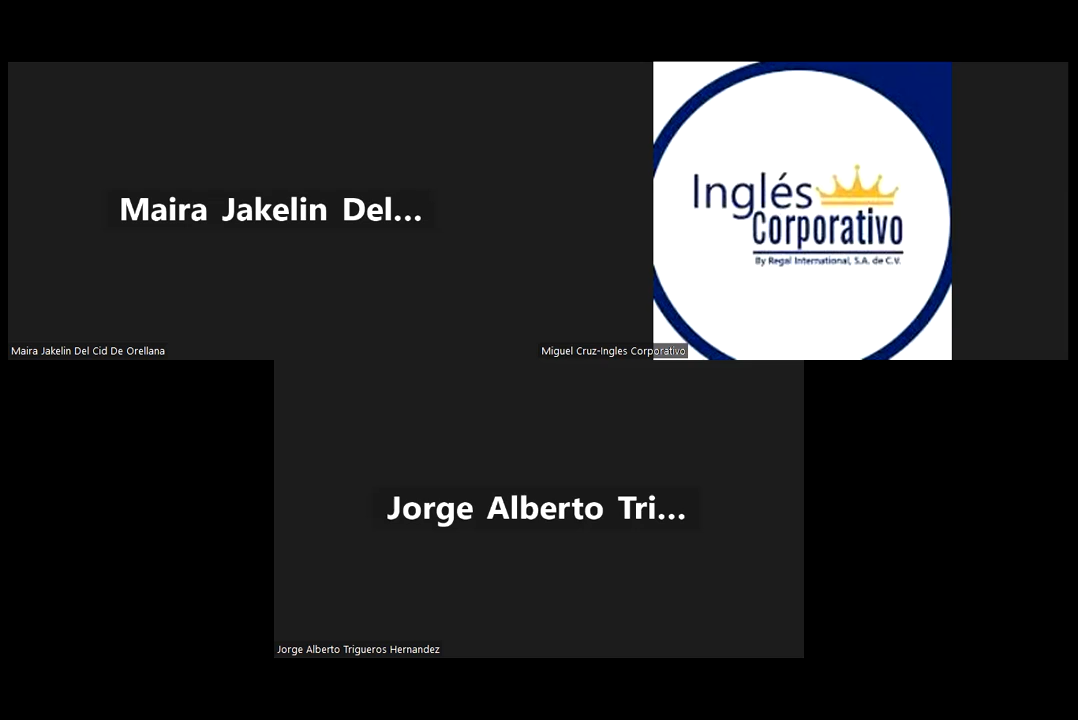 Maira Jakelin Del...
Maira Jakelin Del Cid De Orellana
Inglés
Corporativo
By Regal International, S.A. de C.V.
Miguel Cruz-Ingles Corporativo
Jorge Alberto Tri...
Jorge Alberto Trigueros Hernandez